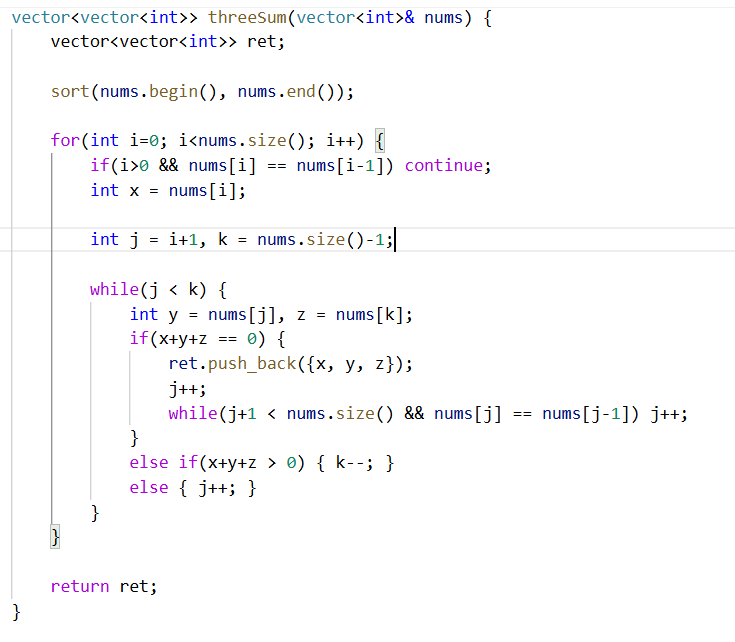 vector<vector<int>> threeSum(vector<int>& nums) {
    vector<vector<int>> ret;

    sort(nums.begin(), nums.end());

    for(int i=0; i<nums.size(); i++) {
        if(i>0 && nums[i] == nums[i-1]) continue;
        int x = nums[i];

        int j = i+1, k = nums.size()-1;

        while(j < k) {
            int y = nums[j], z = nums[k];
            if(x+y+z == 0) {
                ret.push_back({x, y, z});
                j++;
                while(j+1 < nums.size() && nums[j] == nums[j-1]) j++;
            }
            else if(x+y+z > 0) { k--; }
            else { j++; }
        }
    }

    return ret;
}